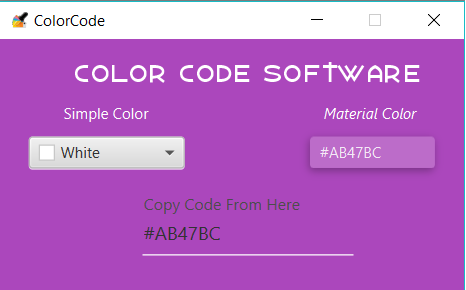 ColorCode
COLOR CODE SOFTWARE
Simple Color
Material Color
White
#AB47BC
Copy Code From Here
#AB47BC